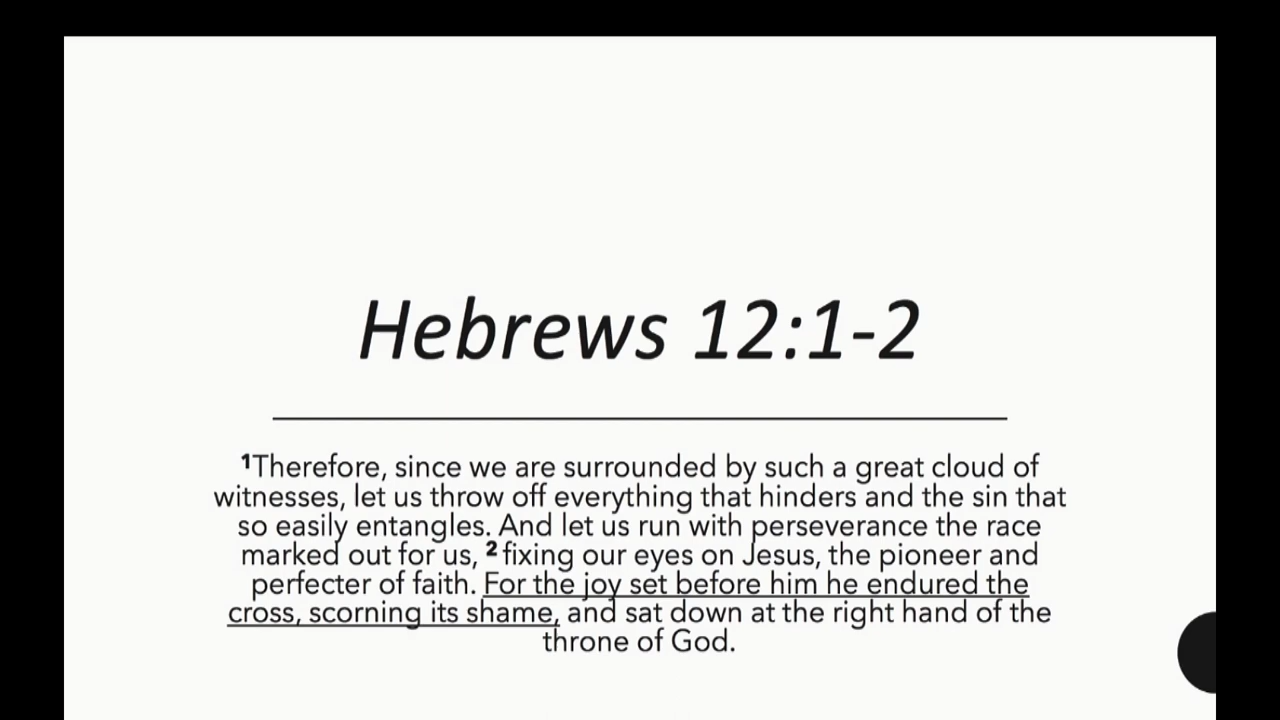 Hebrews 12:1-2
1Therefore, since we are surrounded by such a great cloud of
witnesses, let us throw off everything that hinders and the sin that
so easily entangles. And let us run with perseverance the race
marked out for us, 2 fixing our eyes on Jesus, the pioneer and
perfecter of faith. For the joy set before him he endured the
cross, scorning its shame, and sat down at the right hand of the
throne of God.